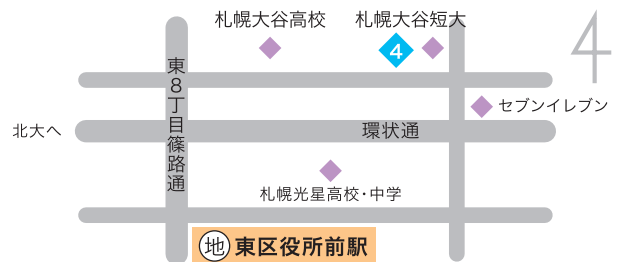 札幌大谷高校
札幌大谷短大
4
東8丁目篠路通
セブンイレブン
北大へ
環状通
札幌光星高校・中学
地 東区役所前駅